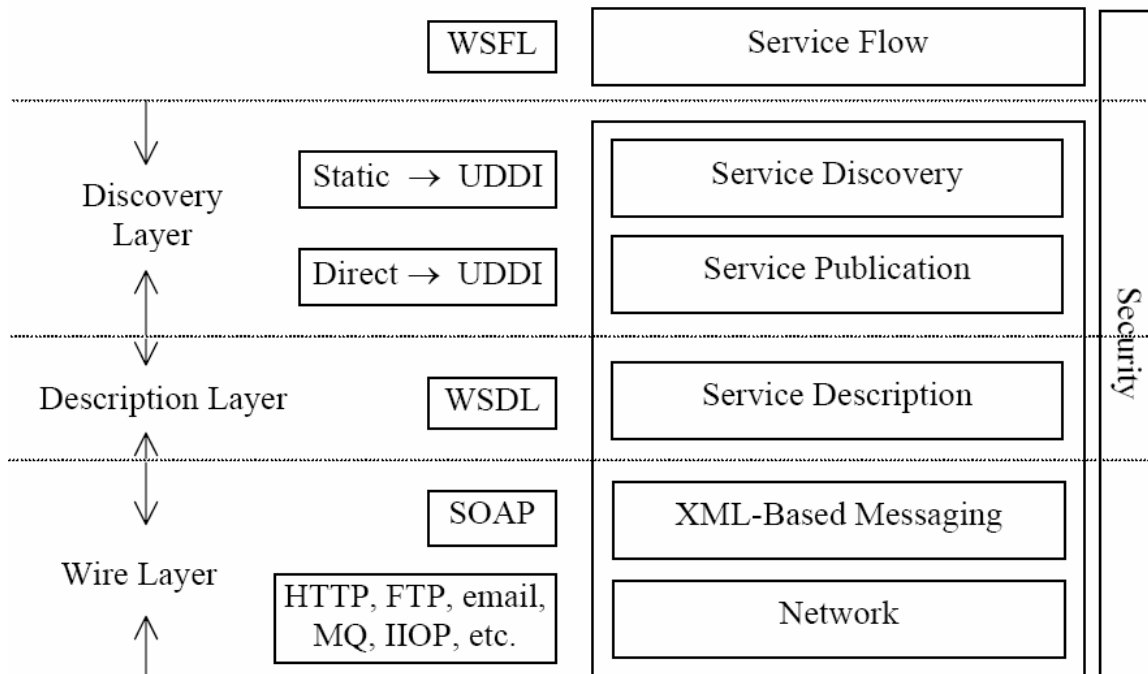 WSFL
Service Flow
Static → UDDI
Service Discovery
Discovery
Layer
Direct → UDDI
Service Publication
Security
Description Layer
WSDL
Service Description
SOAP
XML-Based Messaging
Wire Layer
HTTP, FTP, email,
MQ, IIOP, etc.
Network